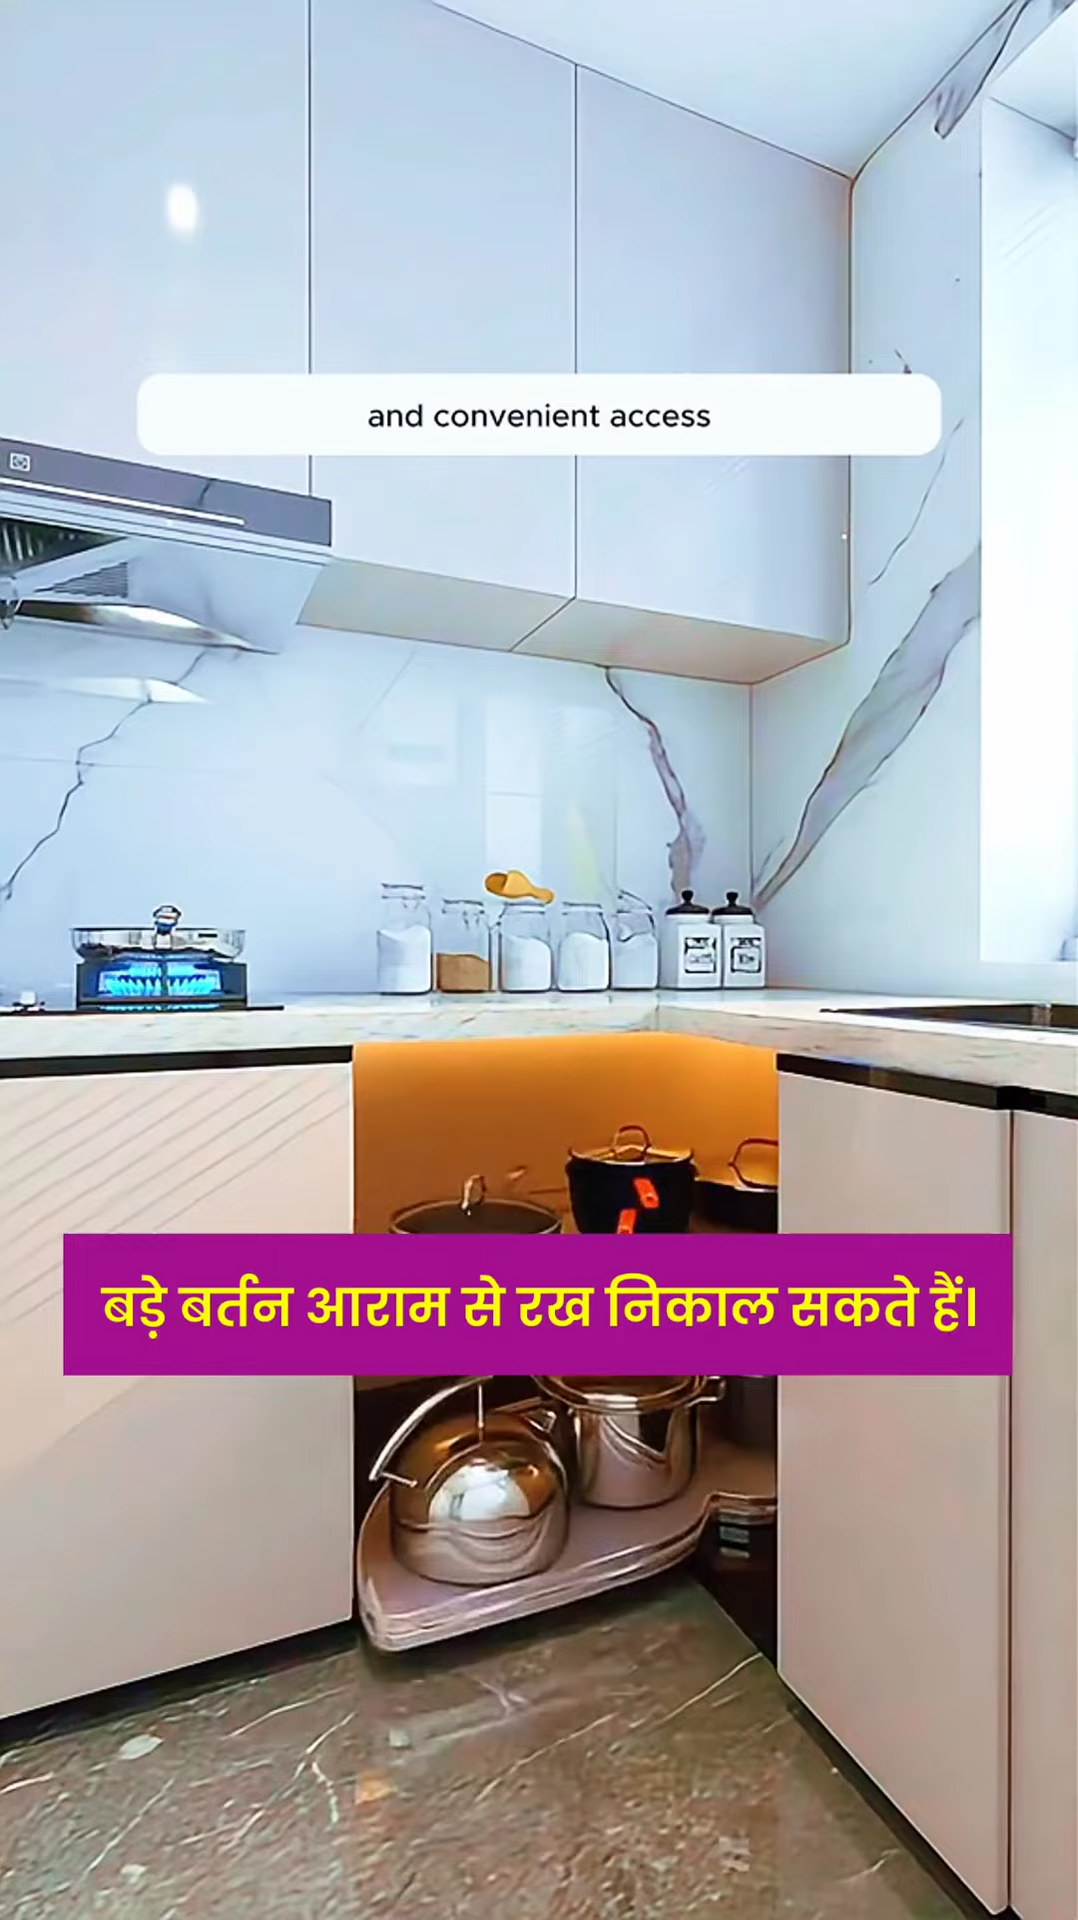 and convenient access
बड़े बर्तन आराम से रख निकाल सकते हैं।